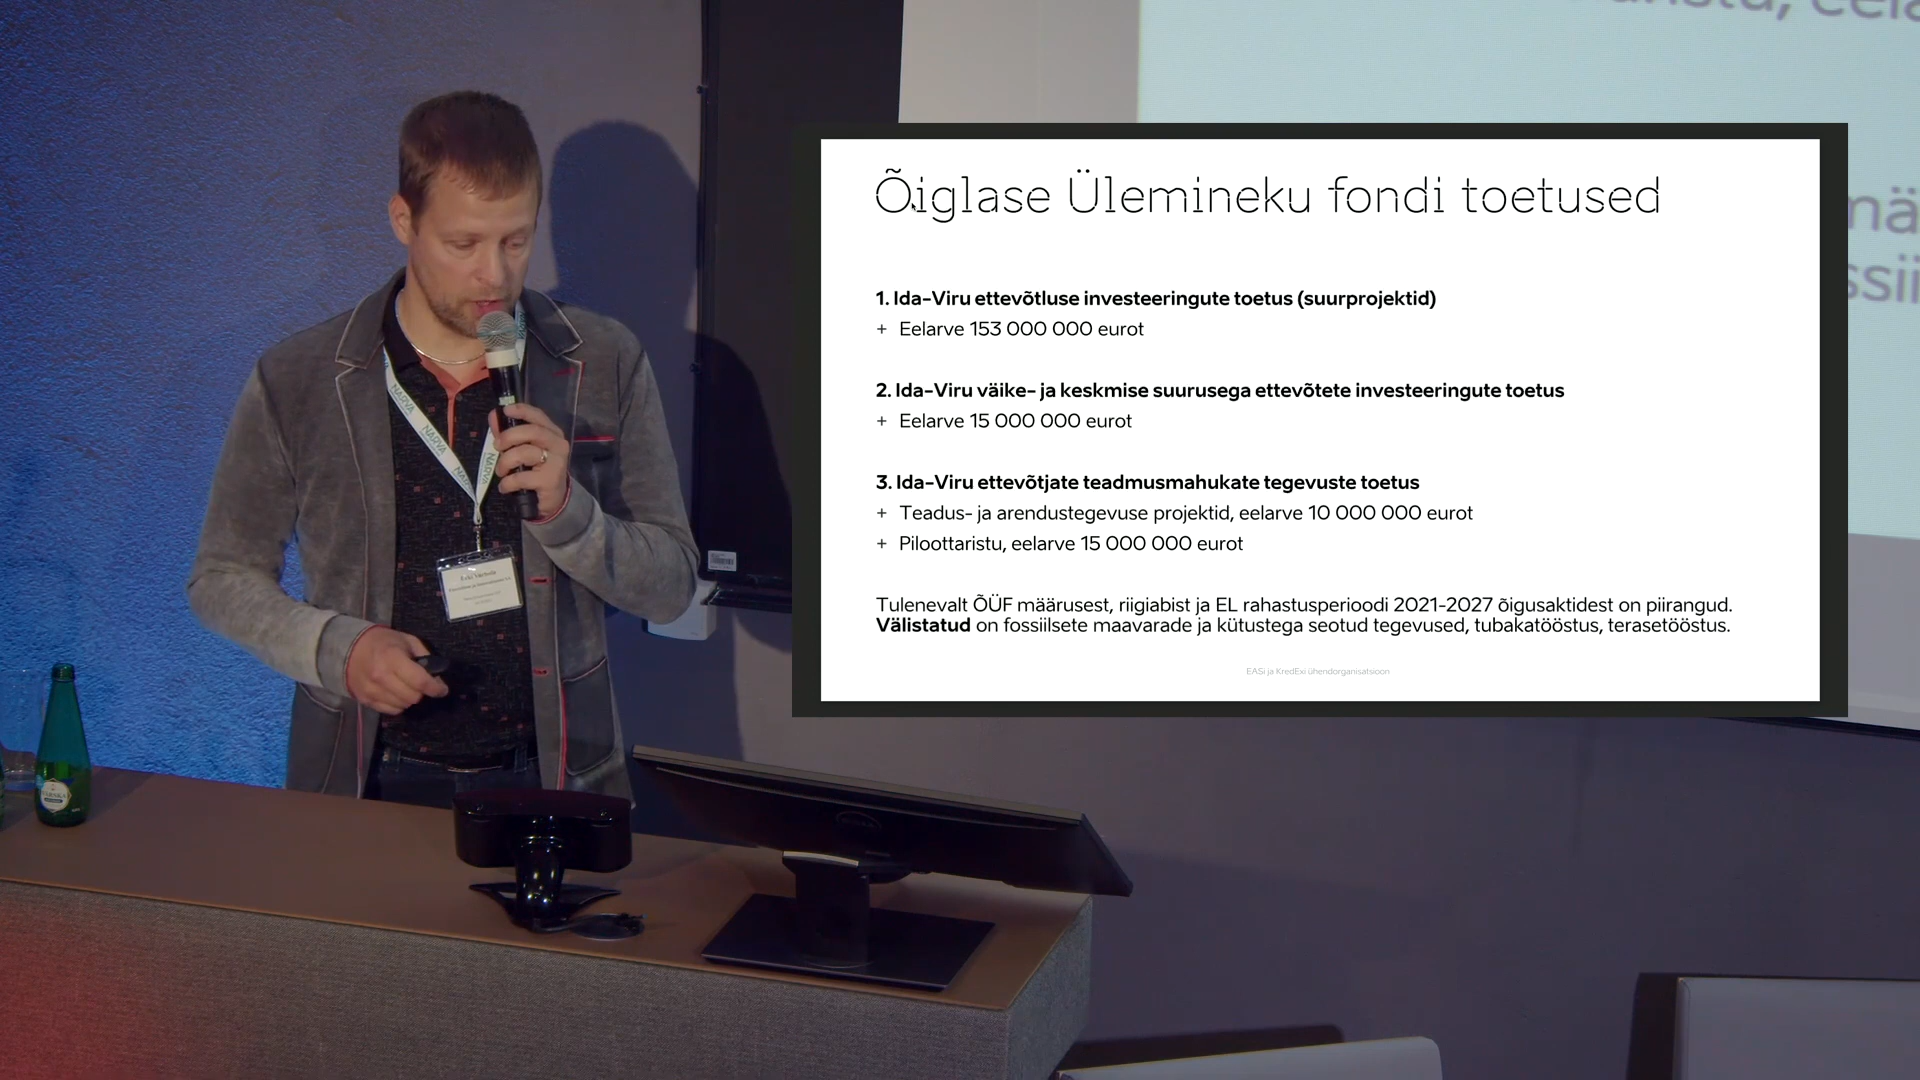 Õiglase Ülemineku fondi toetused
1. Ida-Viru ettevõtluse investeeringute toetus (suurprojektid)
+ Eelarve 153 000 000 eurot
2. Ida-Viru väike- ja keskmise suurusega ettevõtete investeeringute toetus
+ Eelarve 15 000 000 eurot
3. Ida-Viru ettevõtjate teadmusmahukate tegevuste toetus
+ Teadus- ja arendustegevuse projektid, eelarve 10 000 000 eurot
+ Piloottaristu, eelarve 15 000 000 eurot
Tulenevalt ÕÜF määrusest, riigiabist ja EL rahastusperioodi 2021-2027 õigusaktidest on piirangud.
Välistatud on fossiilsete maavarade ja kütustega seotud tegevused, tubakatööstus, terasetööstus.
EASi ja KredExi ühendorganisatsioon
NARVA
NARVA
NARVA